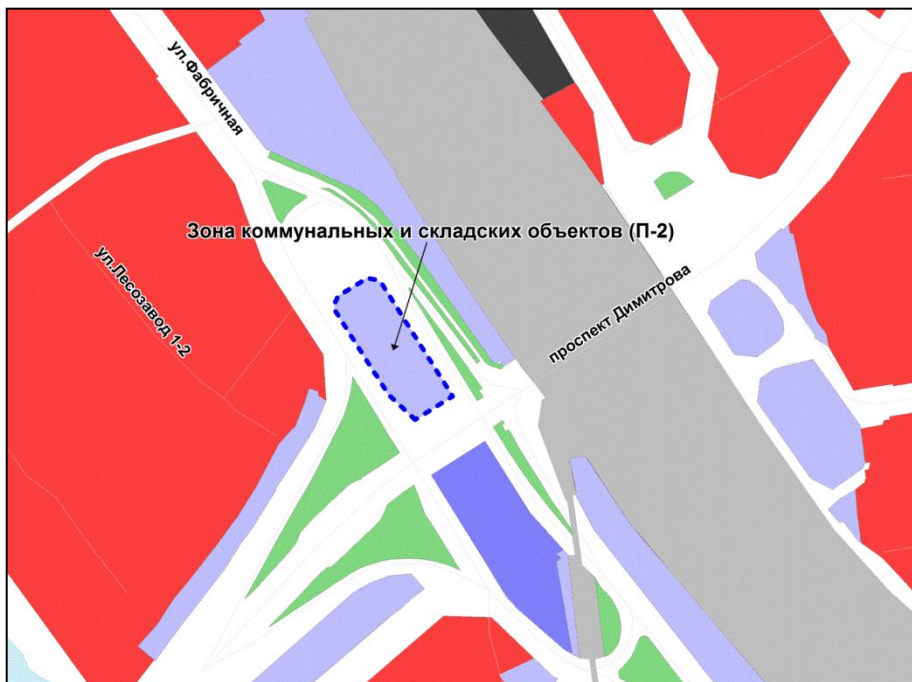 ул.Фабричная
Зона коммунальных и складских объектов (П-2)
ул.Лесозавод 1-2
проспект Димитрова